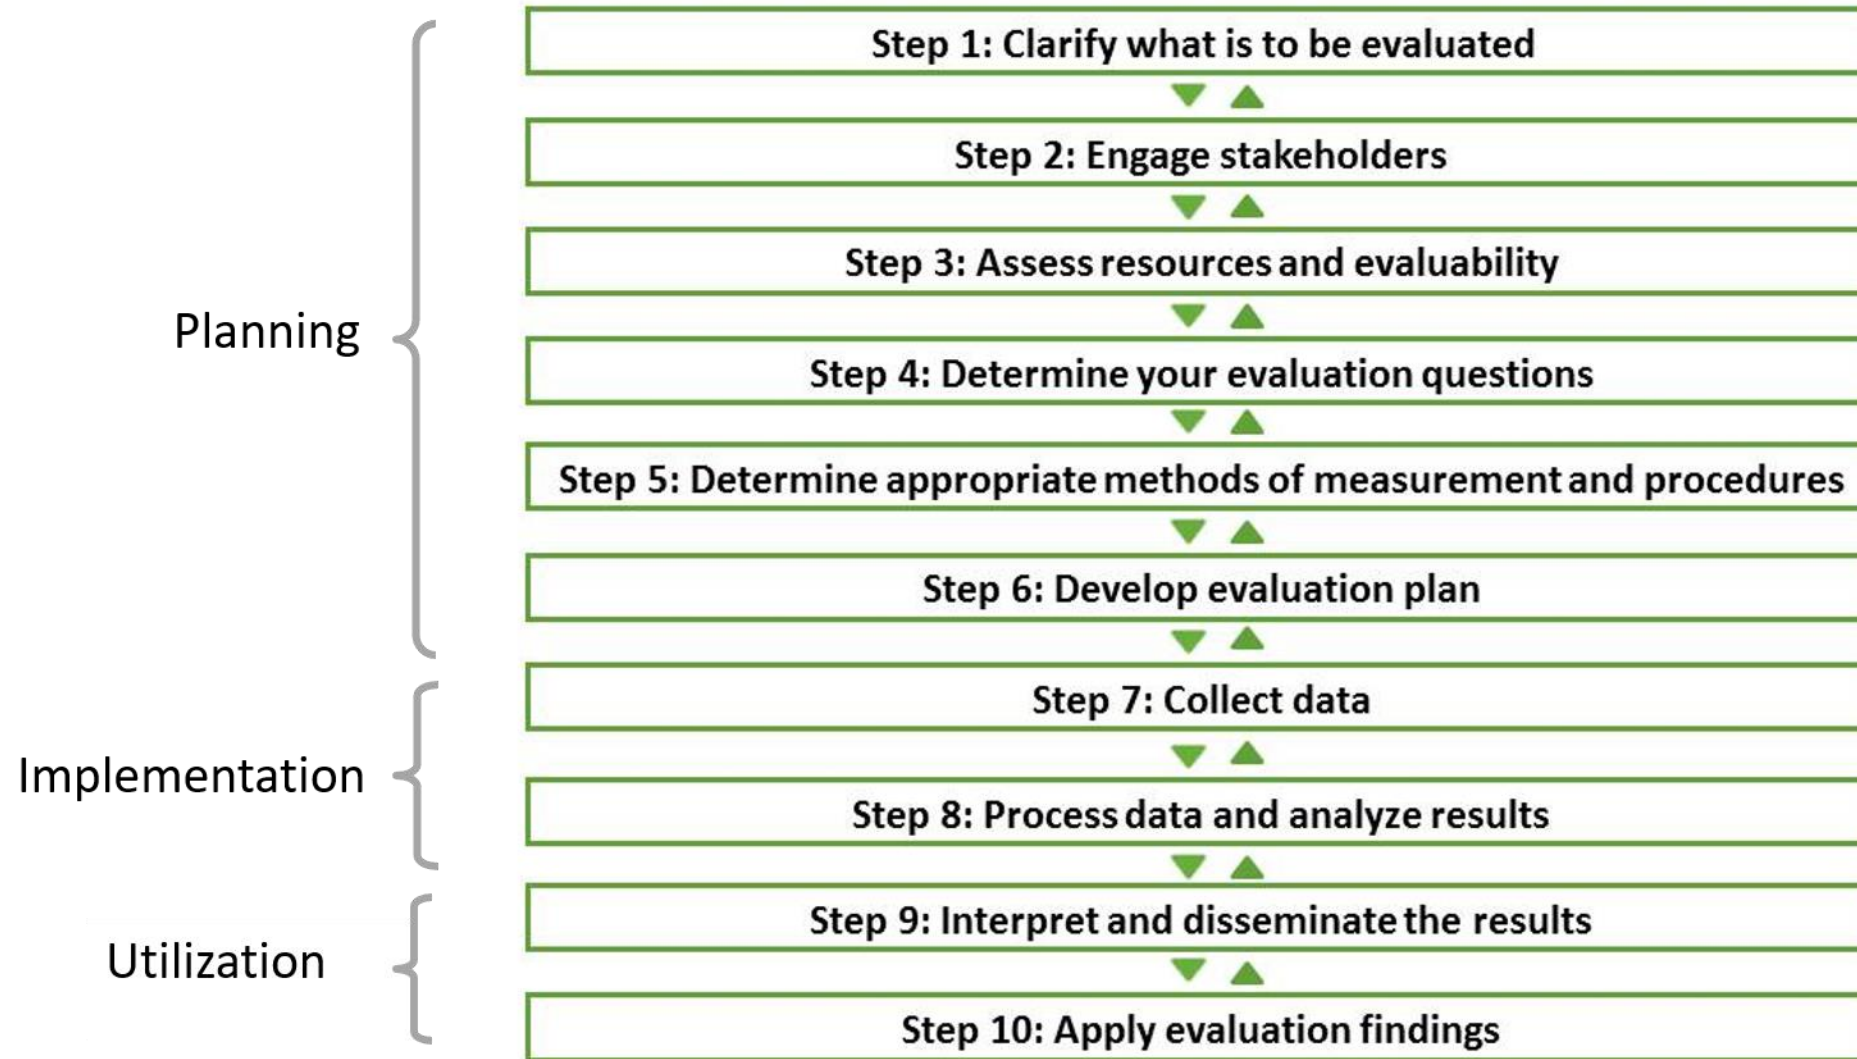 Step 1: Clarify what is to be evaluated
Step 2: Engage stakeholders
Step 3: Assess resources and evaluability
Planning
Step 4: Determine your evaluation questions
Step 5: Determine appropriate methods of measurement and procedures
Step 6: Develop evaluation plan
Step 7: Collect data
Implementation
Step 8: Process data and analyze results
Step 9: Interpret and disseminate the results
Utilization
Step 10: Apply evaluation findings